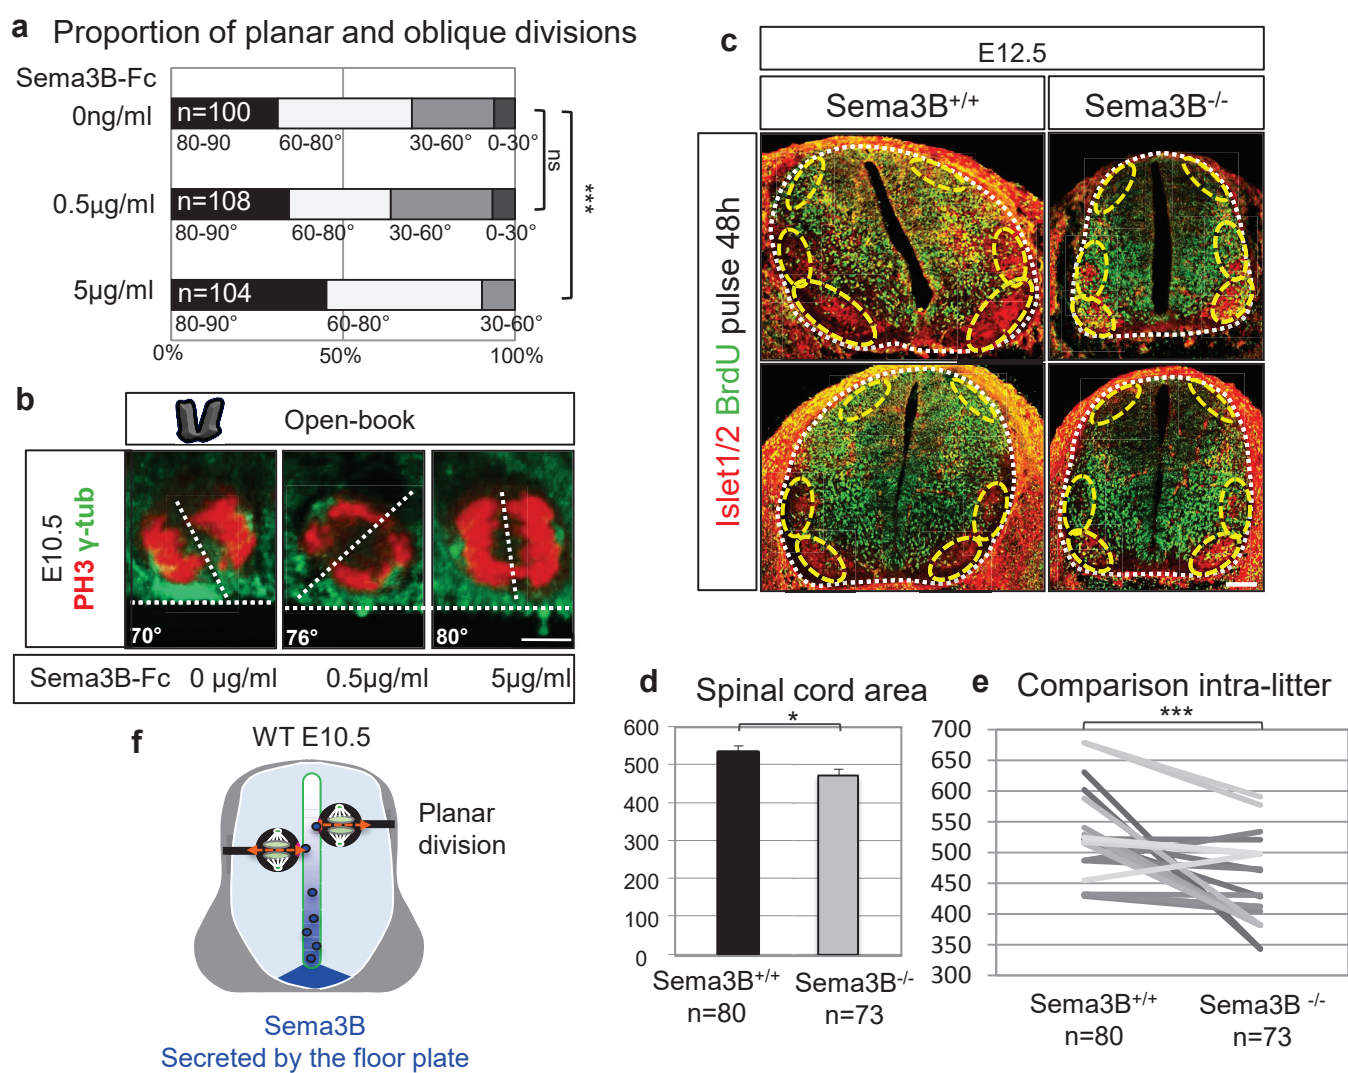 a Proportion of planar and oblique divisions
Sema3B-Fc
0ng/ml n=100
80-90 60-80° 30-60° 0-30°
0.5µg/ml n=108
80-90° 60-80° 30-60° 0-30°
5µg/ml n=104
80-90° 60-80° 30-60°
0% 50% 100%
ns
***
b
Open-book
E10.5
PH3 γ-tub
70° 76° 80°
Sema3B-Fc 0 µg/ml 0.5µg/ml 5µg/ml
c
E12.5
Sema3B+/+ Sema3B-/-
Islet1/2 BrdU pulse 48h
d Spinal cord area
*
600
500
400
300
200
100
0
Sema3B+/+ Sema3B-/-
n=80 n=73
e Comparison intra-litter
***
700
650
600
550
500
450
400
350
300
Sema3B+/+ Sema3B -/-
n=80 n=73
f
WT E10.5
Planar
division
Sema3B
Secreted by the floor plate